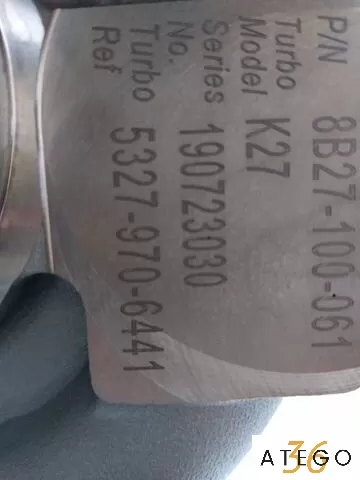 P/N 8B27-100-061
Turbo
Model K27
Series
No. 190723030
Turbo
Ref 5327-970-6441
36
ATEGO